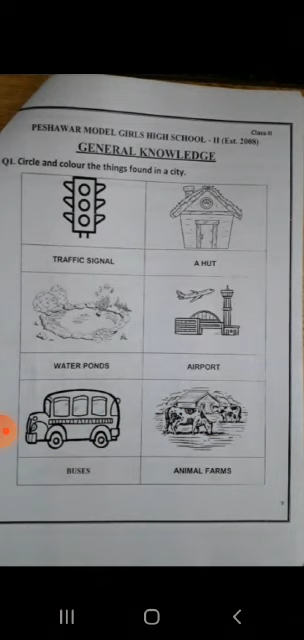 Class II
PESHAWAR MODEL GIRLS HIGH SCHOOL - II (Est. 2008)
GENERAL KNOWLEDGE
Q1. Circle and colour the things found in a city.
TRAFFIC SIGNAL
A HUT
WATER PONDS
AIRPORT
BUSES
ANIMAL FARMS